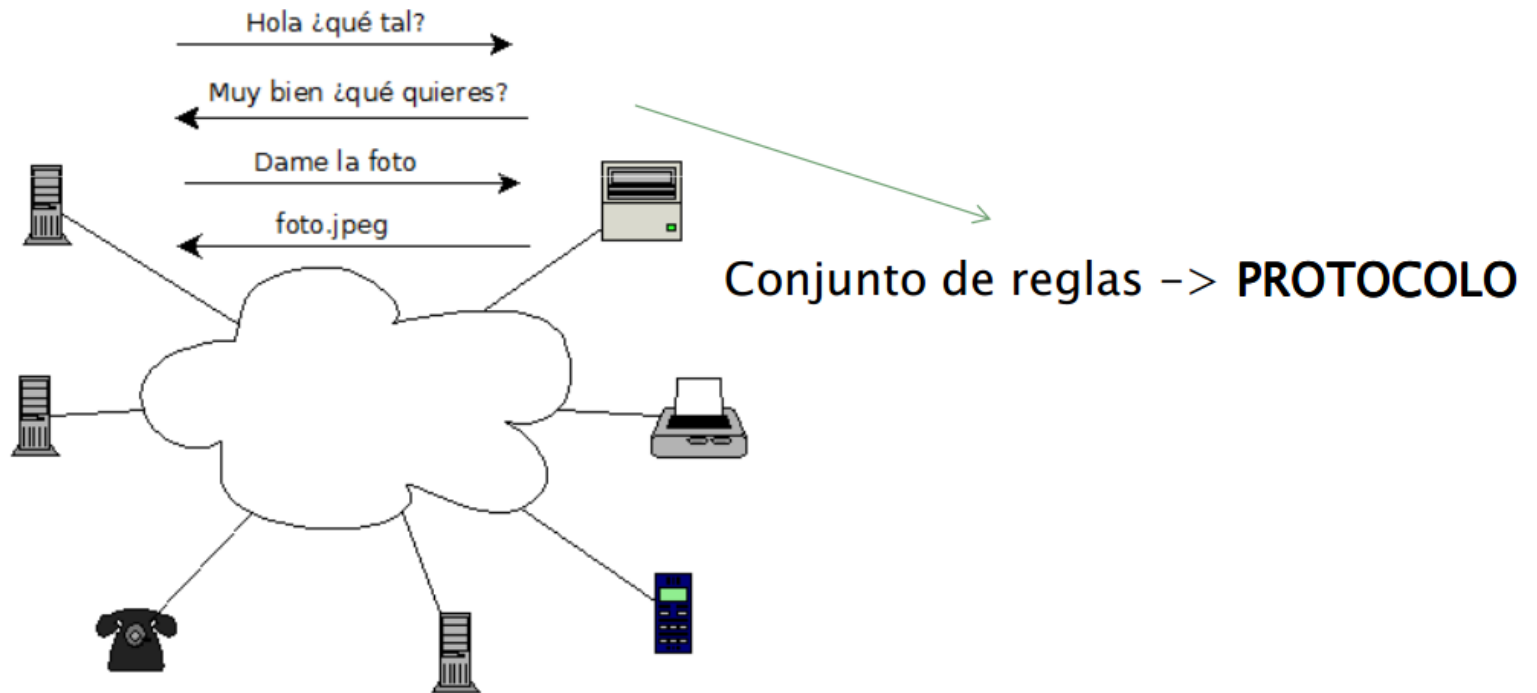 Hola ¿qué tal?
Muy bien ¿qué quieres?
Dame la foto
foto.jpeg
Conjunto de reglas -> PROTOCOLO